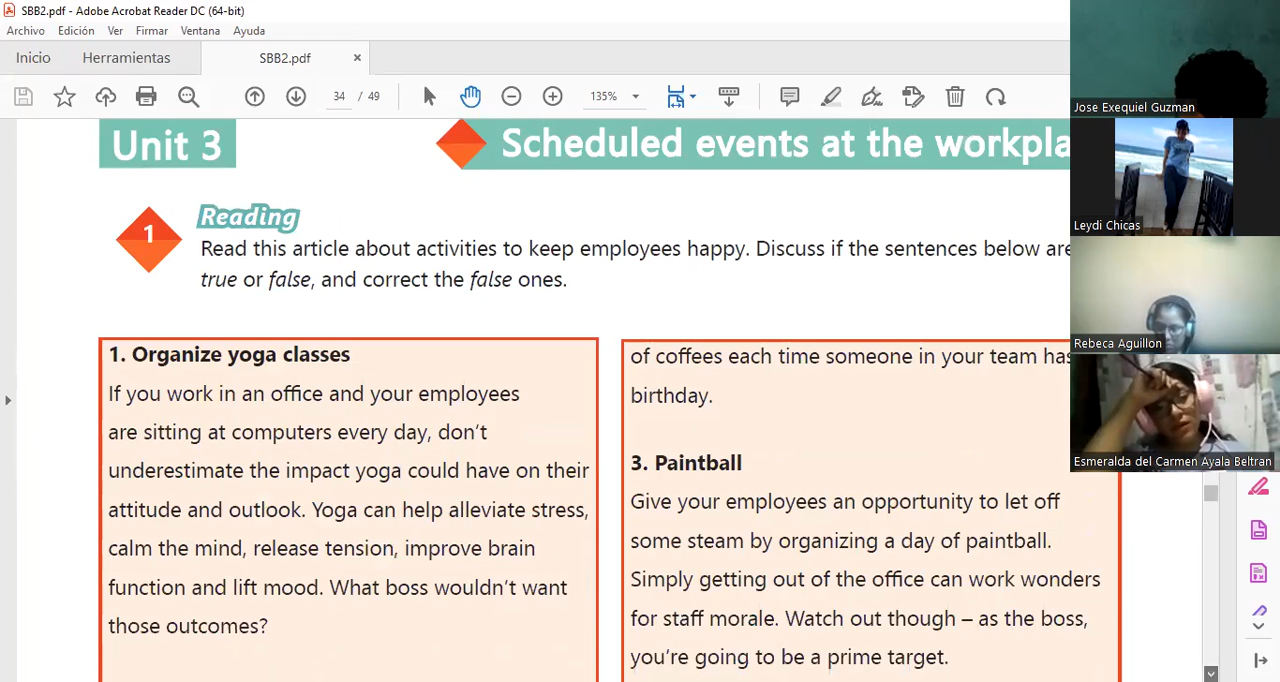 SBB2.pdf - Adobe Acrobat Reader DC (64-bit)
Archivo Edición Ver Firmar Ventana Ayuda
Inicio Herramientas SBB2.pdf ×
34 / 49 135%
Unit 3
Scheduled events at the workpla
1
Reading
Read this article about activities to keep employees happy. Discuss if the sentences below are
true or false, and correct the false ones.
1. Organize yoga classes
If you work in an office and your employees
are sitting at computers every day, don't
underestimate the impact yoga could have on their
attitude and outlook. Yoga can help alleviate stress,
calm the mind, release tension, improve brain
function and lift mood. What boss wouldn't want
those outcomes?
of coffees each time someone in your team has
birthday.
3. Paintball
Give your employees an opportunity to let off
some steam by organizing a day of paintball.
Simply getting out of the office can work wonders
for staff morale. Watch out though – as the boss,
you're going to be a prime target.
Jose Exequiel Guzman
Leydi Chicas
Rebeca Aguillon
Esmeralda del Carmen Ayala Beltran